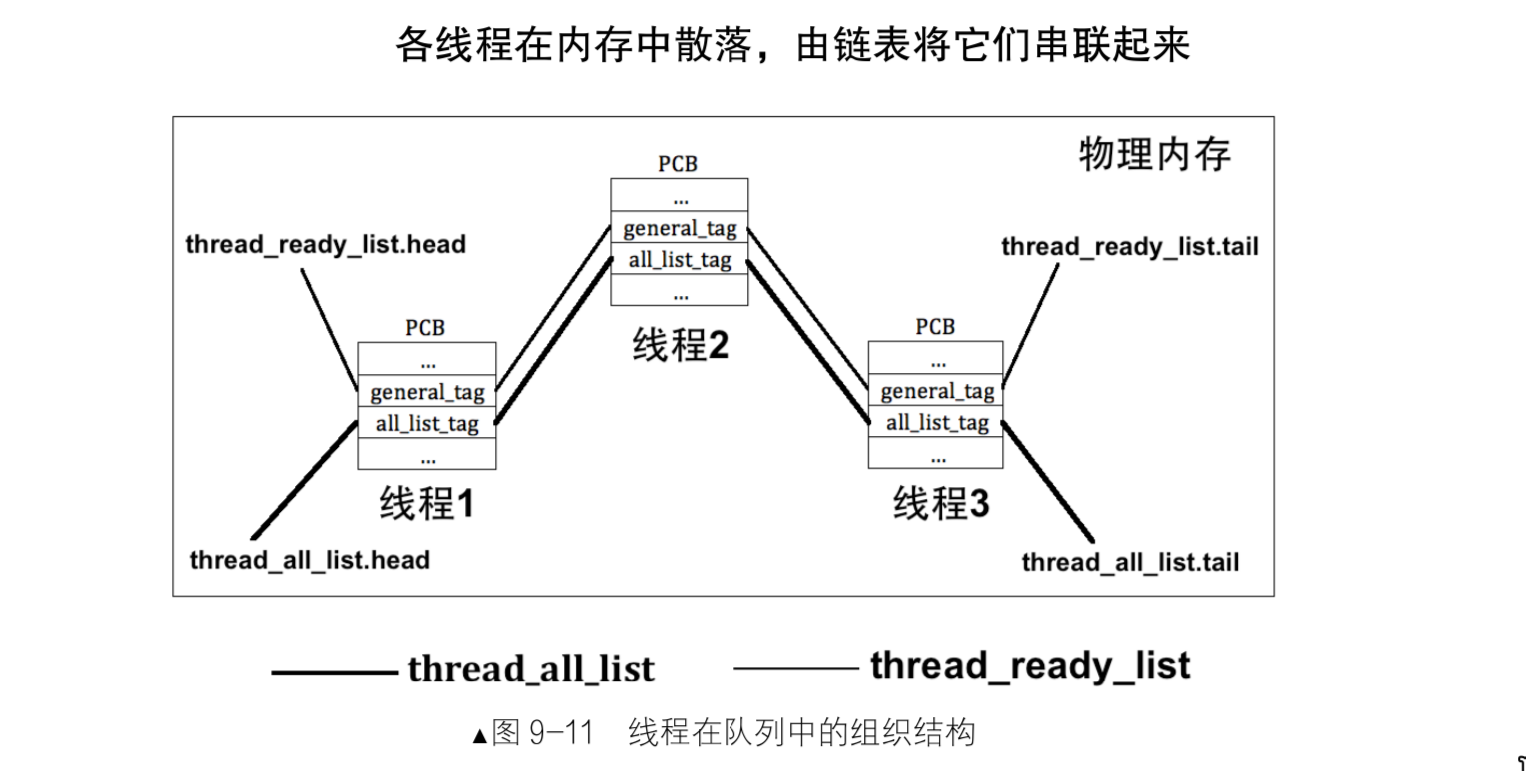 各线程在内存中散落，由链表将它们串联起来
物理内存
PCB
...
general_tag
all_list_tag
...
线程2
thread_ready_list.head
thread_ready_list.tail
PCB
...
general_tag
all_list_tag
...
线程1
PCB
...
general_tag
all_list_tag
...
线程3
thread_all_list.head
thread_all_list.tail
thread_all_list
thread_ready_list
▲图 9-11 线程在队列中的组织结构